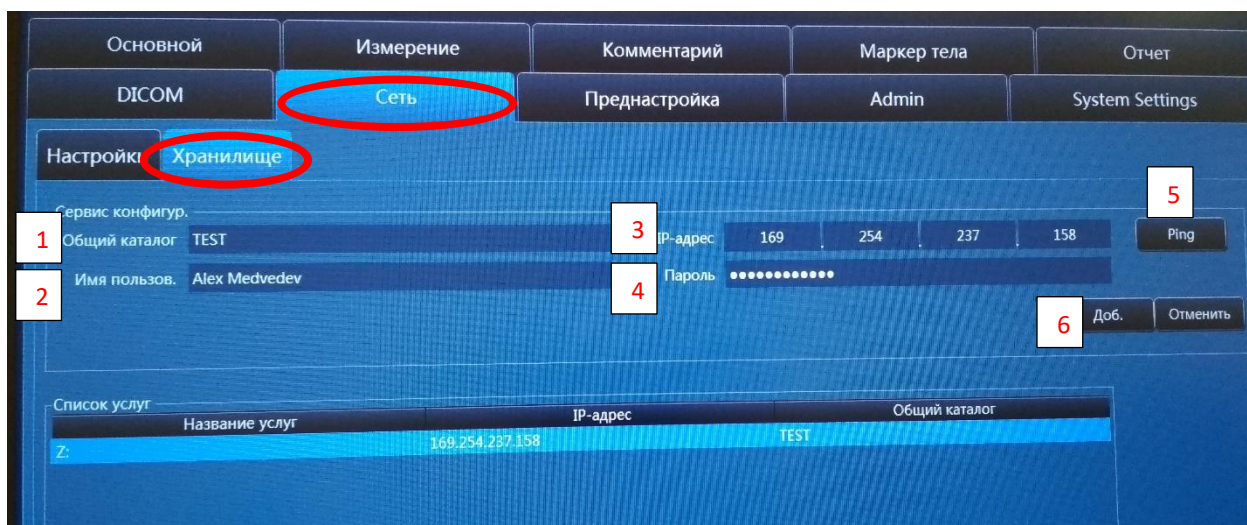 Основной Измерение Комментарий Маркер тела Отчет
DICOM Сеть Преднастройка Admin System Settings
Настройки Хранилище
Сервис конфигур.
5
1 Общий каталог TEST 3 IP-адрес 169 . 254 . 237 . 158 Ping
2 Имя пользов. Alex Medvedev 4 Пароль ●●●●●●●●●●●●
6 Доб. Отменить
Список услуг
Название услуг IP-адрес Общий каталог
Z: 169.254.237.158 TEST